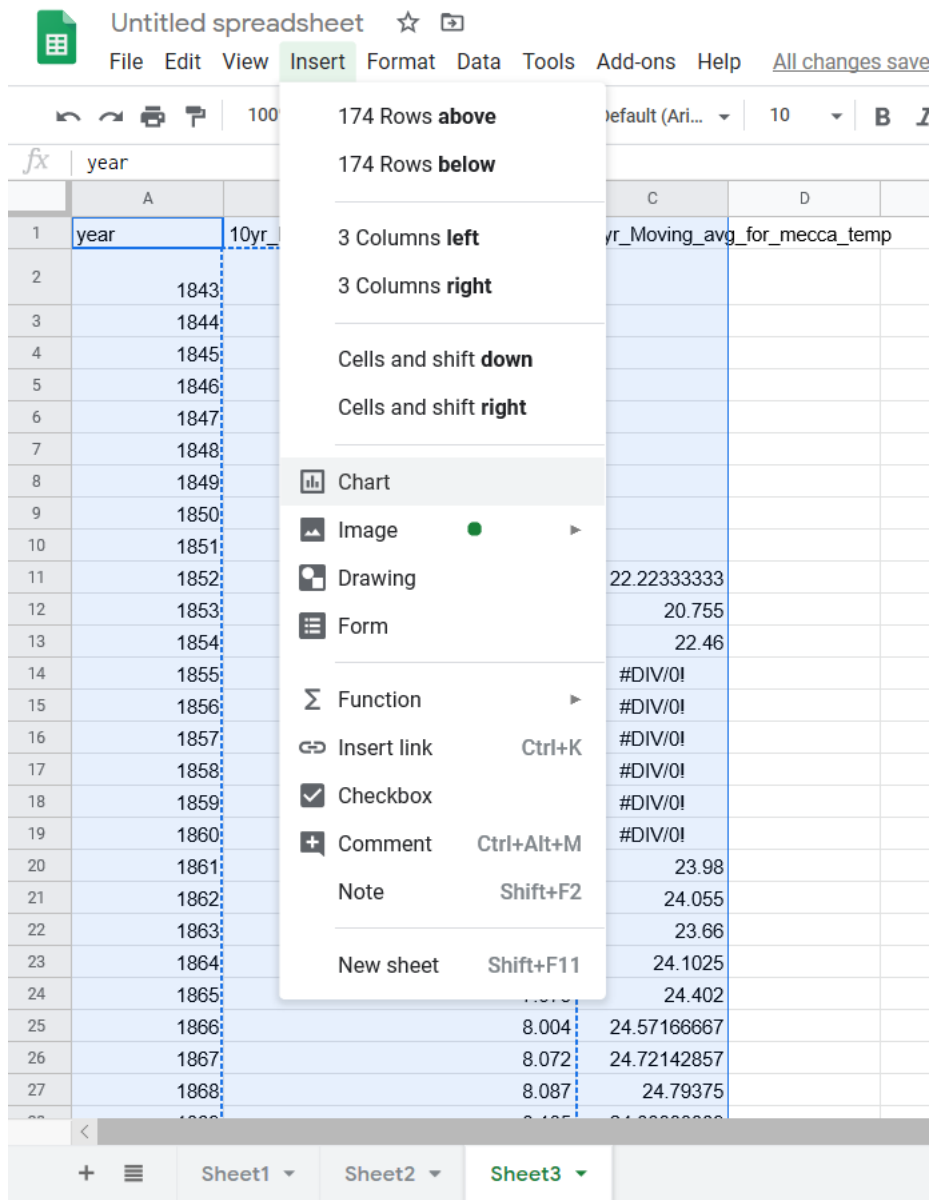 Untitled spreadsheet
File Edit View Insert Format Data Tools Add-ons Help All changes save
100 Default (Ari... 10 B I
fx year
A C D
1 year 10yr_ yr_Moving_avg_for_mecca_temp
174 Rows above
174 Rows below
3 Columns left
3 Columns right
Cells and shift down
Cells and shift right
Chart
Image
Drawing
Form
Function
Insert link Ctrl+K
Checkbox
Comment Ctrl+Alt+M
Note Shift+F2
New sheet Shift+F11
2 1843
3 1844
4 1845
5 1846
6 1847
7 1848
8 1849
9 1850
10 1851
11 1852 22.22333333
12 1853 20.755
13 1854 22.46
14 1855 #DIV/0!
15 1856 #DIV/0!
16 1857 #DIV/0!
17 1858 #DIV/0!
18 1859 #DIV/0!
19 1860 #DIV/0!
20 1861 23.98
21 1862 24.055
22 1863 23.66
23 1864 24.1025
24 1865 24.402
25 1866 8.004 24.57166667
26 1867 8.072 24.72142857
27 1868 8.087 24.79375
Sheet1 Sheet2 Sheet3